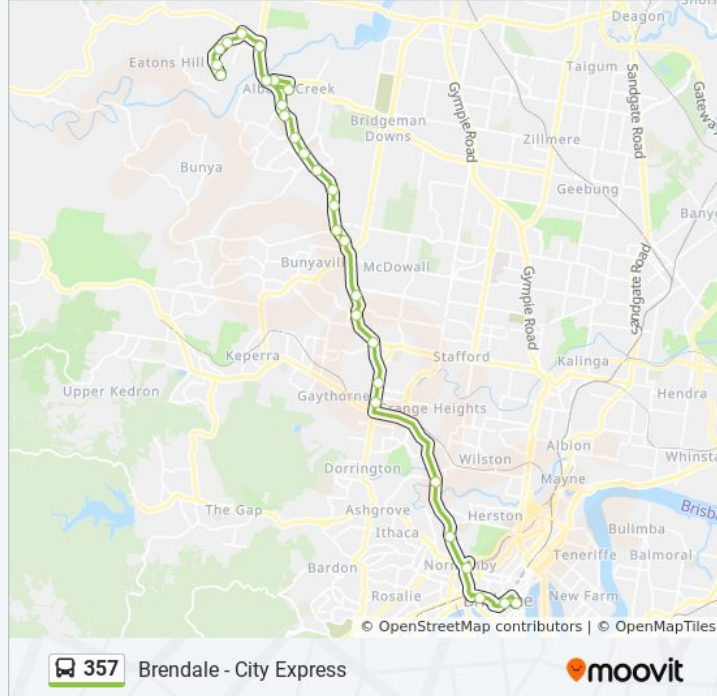 Deagon
Eatons Hill
Taigum
Albany Creek
Sandgate Road
Gateway
Bridgeman
Downs
Gympie Road
Zillmere
Bunya
Geebung
Banyo
Bunyaville
McDowall
Gympie Road
Sandgate Road
Keperra
Stafford
Kalinga
Upper Kedron
Gaythorne
Grange Heights
Hendra
Albion
Wilston
Whinsta
Dorrington
Mayne
The Gap
Ashgrove
Herston
Brisba
Ithaca
Bulimba
Bardon
Normanby
Teneriffe
Balmoral
Rosalie
Brisbane
New Farm
© OpenStreetMap contributors | © OpenMapTiles
357
Brendale - City Express
moovit